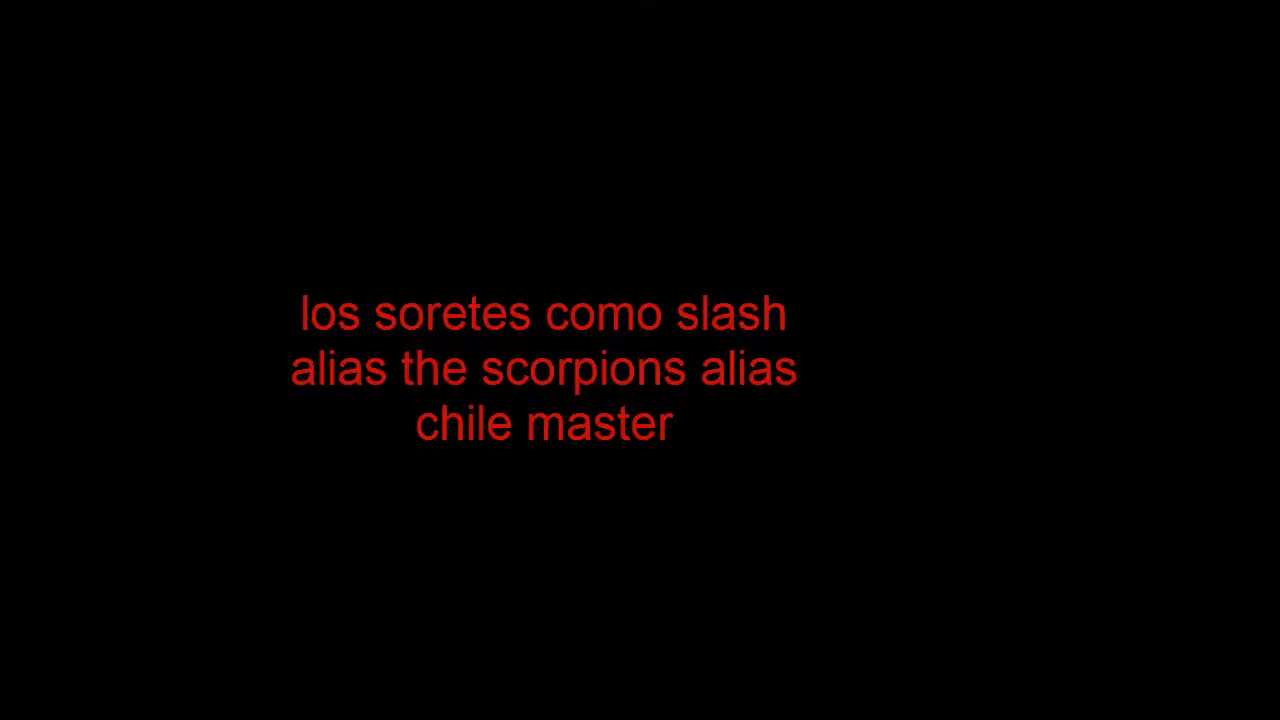 los soretes como slash
alias the scorpions alias
chile master